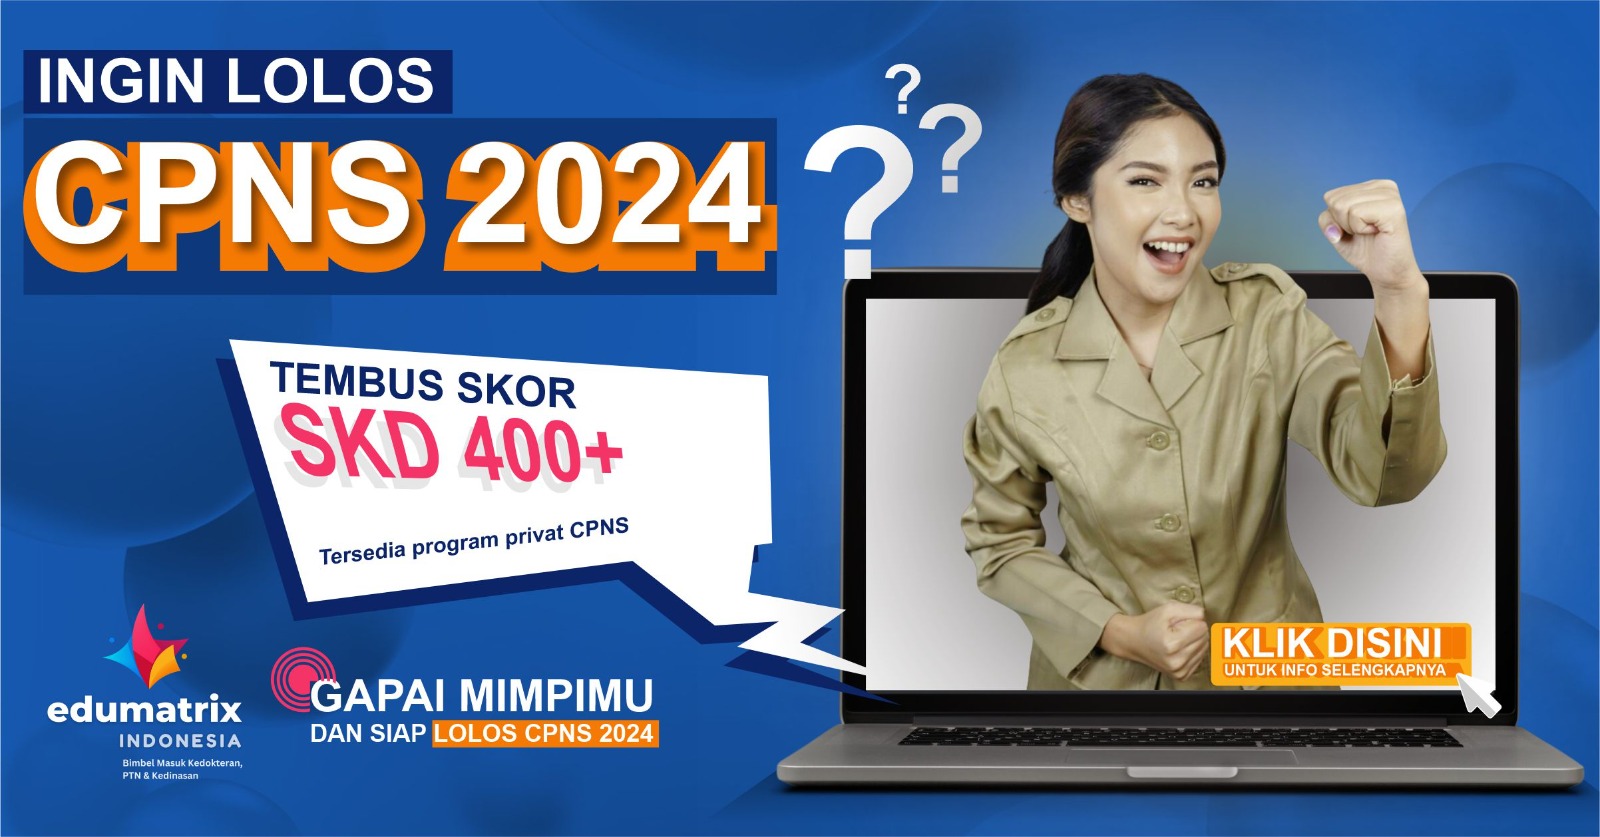 INGIN LOLOS
CPNS 2024
???
TEMBUS SKOR
SKD 400+
Tersedia program privat CPNS
edumatrix
INDONESIA
Bimbel Masuk Kedokteran,
PTN & Kedinasan
GAPAI MIMPIMU
DAN SIAP LOLOS CPNS 2024
KLIK DISINI
UNTUK INFO SELENGKAPNYA